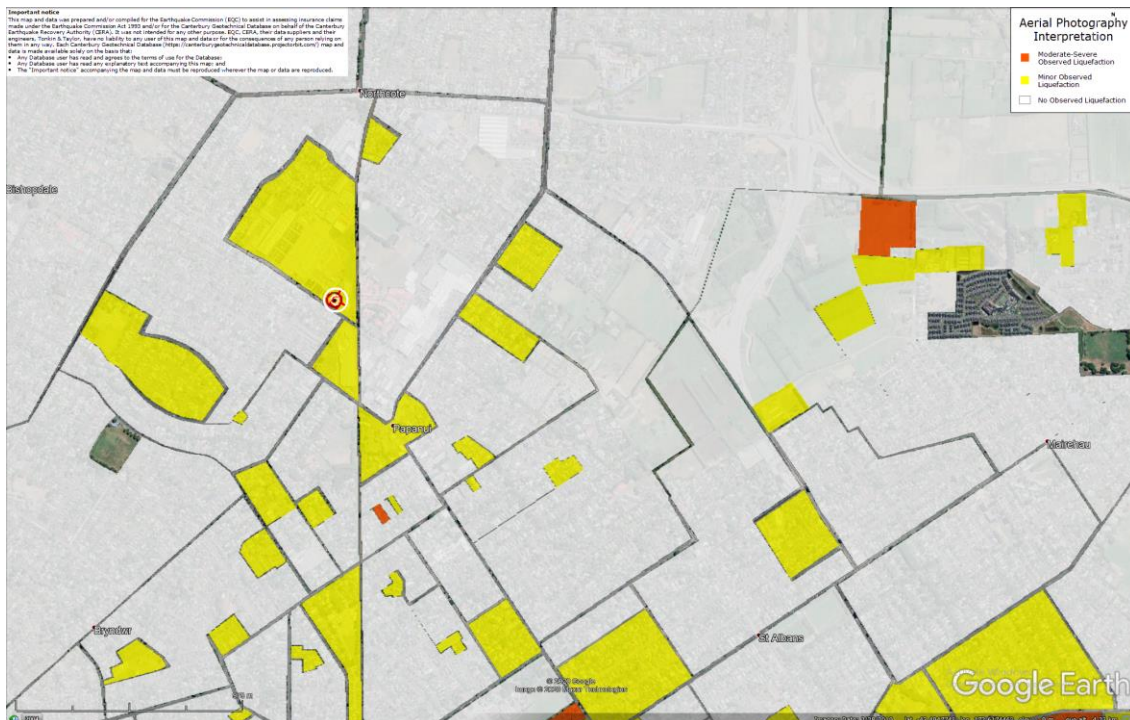 Important notice
This map and data was prepared and/or compiled for the Earthquake Commission (EQC) to assist in assessing insurance claims
made under the Earthquake Commission Act 1993 and/or for the Canterbury Geotechnical Database on behalf of the Canterbury
Earthquake Recovery Authority (CERA). It was not intended for any other purpose. EQC, CERA, their data suppliers and their
engineers, Tonkin & Taylor, have no liability to any user of this map and data or for the consequences of any person relying on
them in any way. Each Canterbury Geotechnical Database (https://canterburygeotechnicaldatabase.projectorbit.com/) map and
data is made available solely on the basis that:
• Any Database user has read and agrees to the terms of use for the Database;
• Any Database user has read any explanatory text accompanying this map; and
• The "Important notice" accompanying the map and data must be reproduced wherever the map or data are reproduced.
N
Aerial Photography
Interpretation
Moderate-Severe
Observed Liquefaction
Minor Observed
Liquefaction
No Observed Liquefaction
Northcote
Bishopdale
Papanui
Mairehau
Bryndwr
St Albans
© 2020 Google
Image © 2020 Maxar Technologies
Google Earth